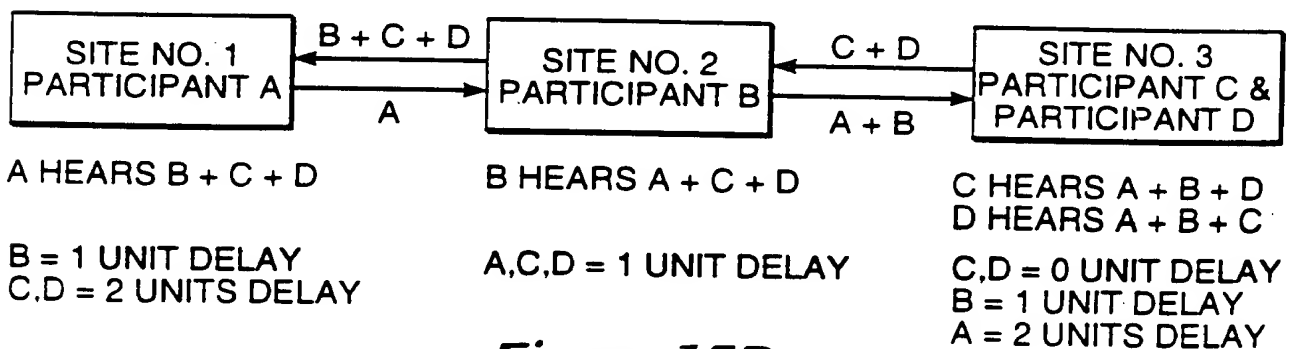 SITE NO. 1
PARTICIPANT A
B + C + D
A
SITE NO. 2
PARTICIPANT B
C + D
A + B
SITE NO. 3
PARTICIPANT C &
PARTICIPANT D
A HEARS B + C + D
B = 1 UNIT DELAY
C,D = 2 UNITS DELAY
B HEARS A + C + D
A,C,D = 1 UNIT DELAY
C HEARS A + B + D
D HEARS A + B + C
C,D = 0 UNIT DELAY
B = 1 UNIT DELAY
A = 2 UNITS DELAY